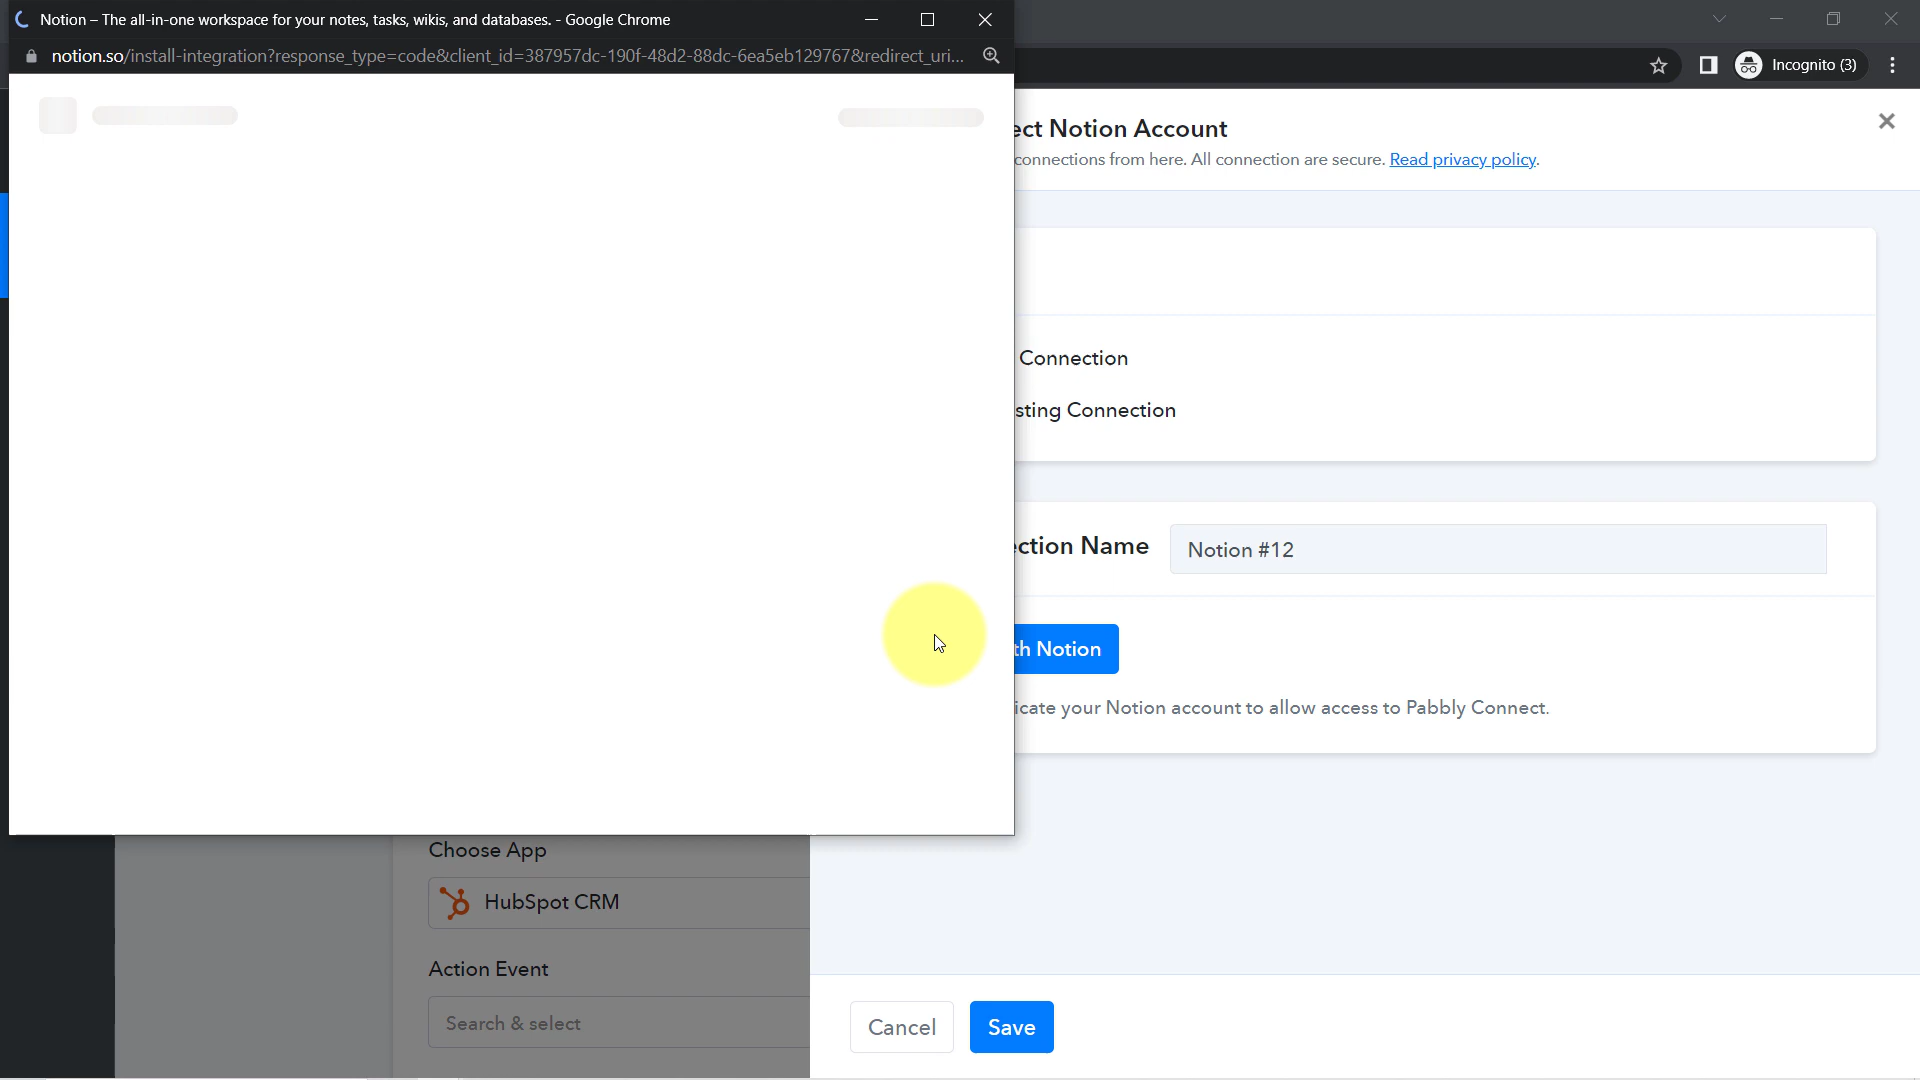 Notion – The all-in-one workspace for your notes, tasks, wikis, and databases. - Google Chrome
notion.so/install-integration?response_type=code&client_id=387957dc-190f-48d2-88dc-6ea5eb129767&redirect_uri...
Incognito (3)
ect Notion Account
connections from here. All connection are secure. Read privacy policy.
Connection
sting Connection
ection Name
Notion #12
th Notion
icate your Notion account to allow access to Pabbly Connect.
Choose App
HubSpot CRM
Action Event
Search & select
Cancel
Save